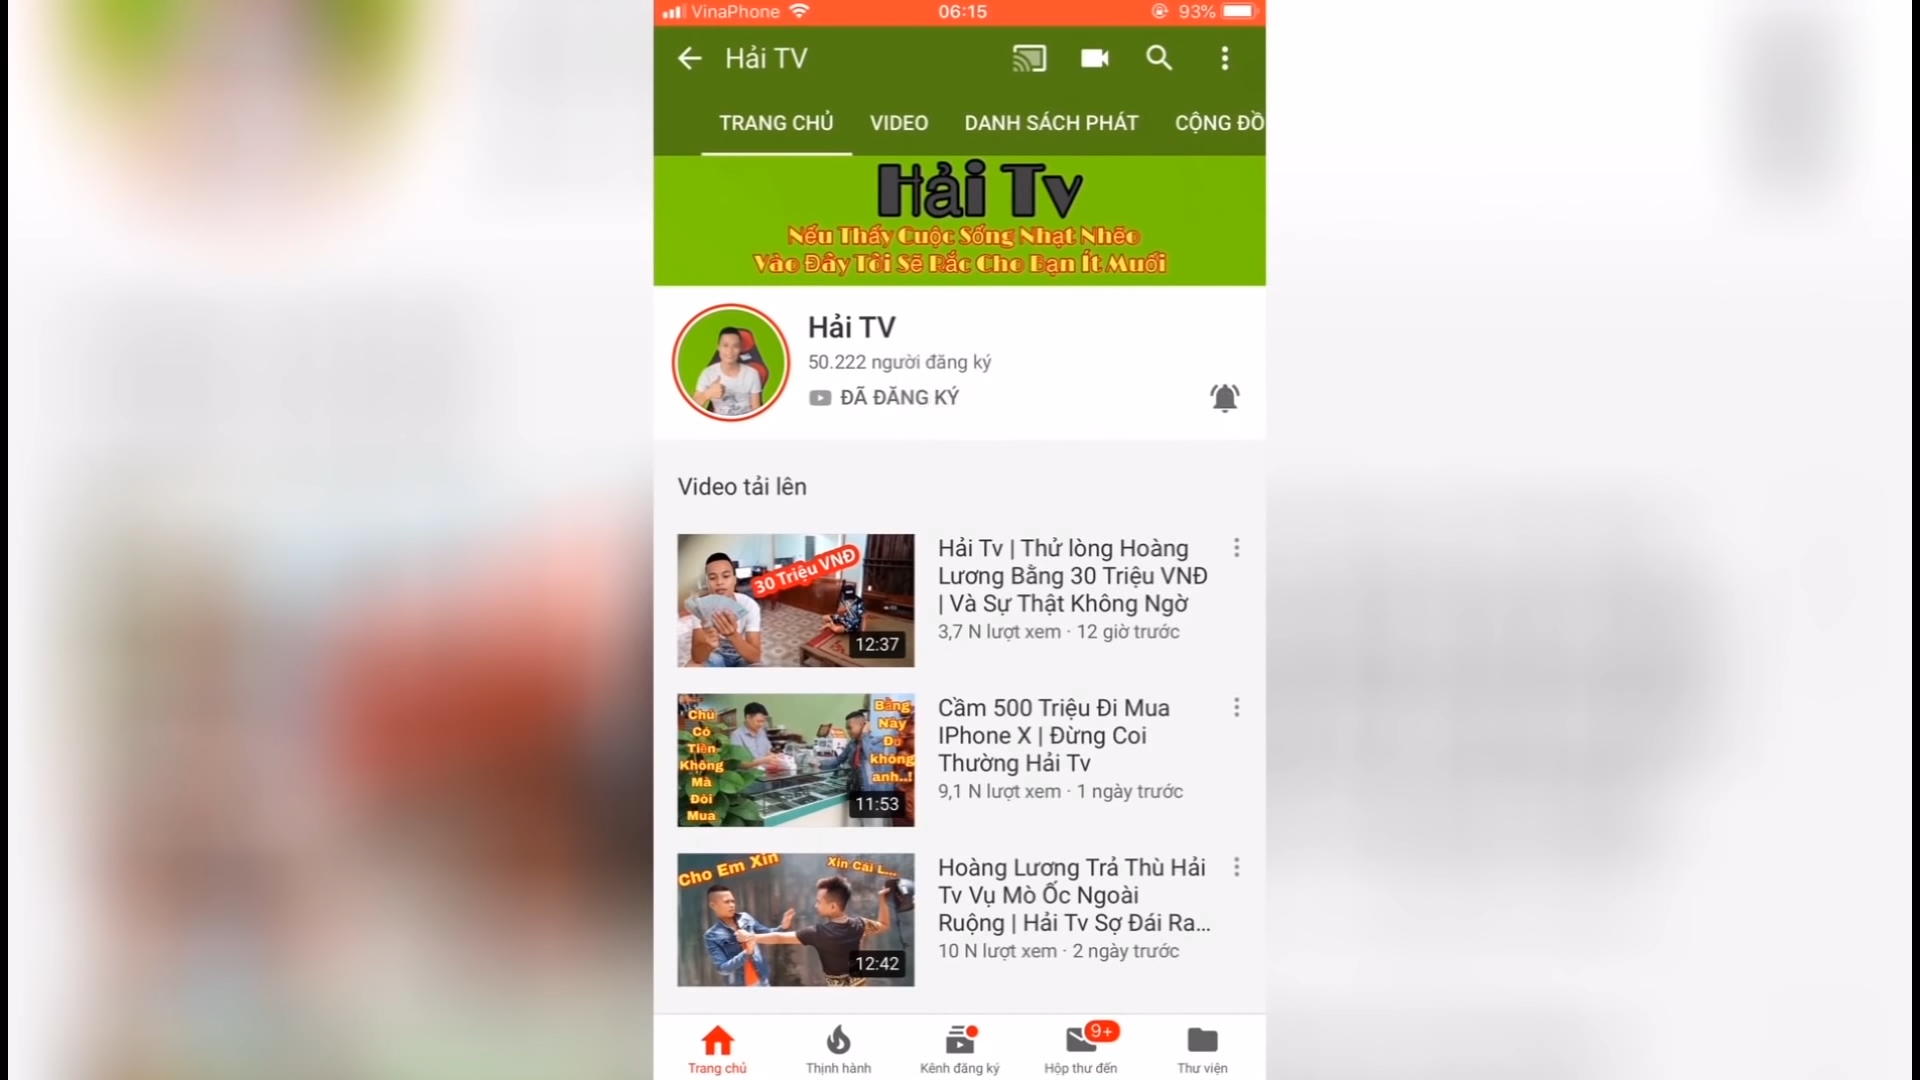 VinaPhone 06:15 93%
Hải TV
TRANG CHỦ VIDEO DANH SÁCH PHÁT CỘNG ĐỒ
Hải Tv
Nếu Thấy Cuộc Sống Nhạt Nhẽo
Vào Đây Tôi Sẽ Rắc Cho Bạn Ít Muối
Hải TV
50.222 người đăng ký
ĐÃ ĐĂNG KÝ
Video tải lên
30 Triệu VNĐ
12:37
Hải Tv | Thử lòng Hoàng
Lương Bằng 30 Triệu VNĐ
| Và Sự Thật Không Ngờ
3,7 N lượt xem · 12 giờ trước
Chú
Có
Tiền
Không
Mà
Đòi
Mua
Bằng
Này
Đủ
không
anh..!
11:53
Cầm 500 Triệu Đi Mua
IPhone X | Đừng Coi
Thường Hải Tv
9,1 N lượt xem · 1 ngày trước
Cho Em Xin
Xin Cái L...
12:42
Hoàng Lương Trả Thù Hải
Tv Vụ Mò Ốc Ngoài
Ruộng | Hải Tv Sợ Đái Ra...
10 N lượt xem · 2 ngày trước
9+
Trang chủ Thịnh hành Kênh đăng ký Hộp thư đến Thư viện